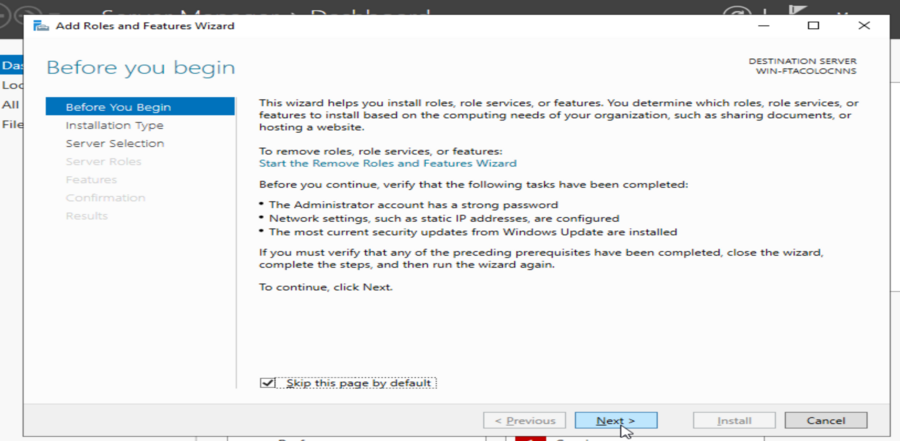 Server Manager > Dashboard
Add Roles and Features Wizard
Before you begin
DESTINATION SERVER
WIN-FTACOLOCNNS
Before You Begin
Installation Type
Server Selection
Server Roles
Features
Confirmation
Results
This wizard helps you install roles, role services, or features. You determine which roles, role services, or
features to install based on the computing needs of your organization, such as sharing documents, or
hosting a website.
To remove roles, role services, or features:
Start the Remove Roles and Features Wizard
Before you continue, verify that the following tasks have been completed:
• The Administrator account has a strong password
• Network settings, such as static IP addresses, are configured
• The most current security updates from Windows Update are installed
If you must verify that any of the preceding prerequisites have been completed, close the wizard,
complete the steps, and then run the wizard again.
To continue, click Next.
Skip this page by default
< Previous
Next >
Install
Cancel
Das
Loc
All
File